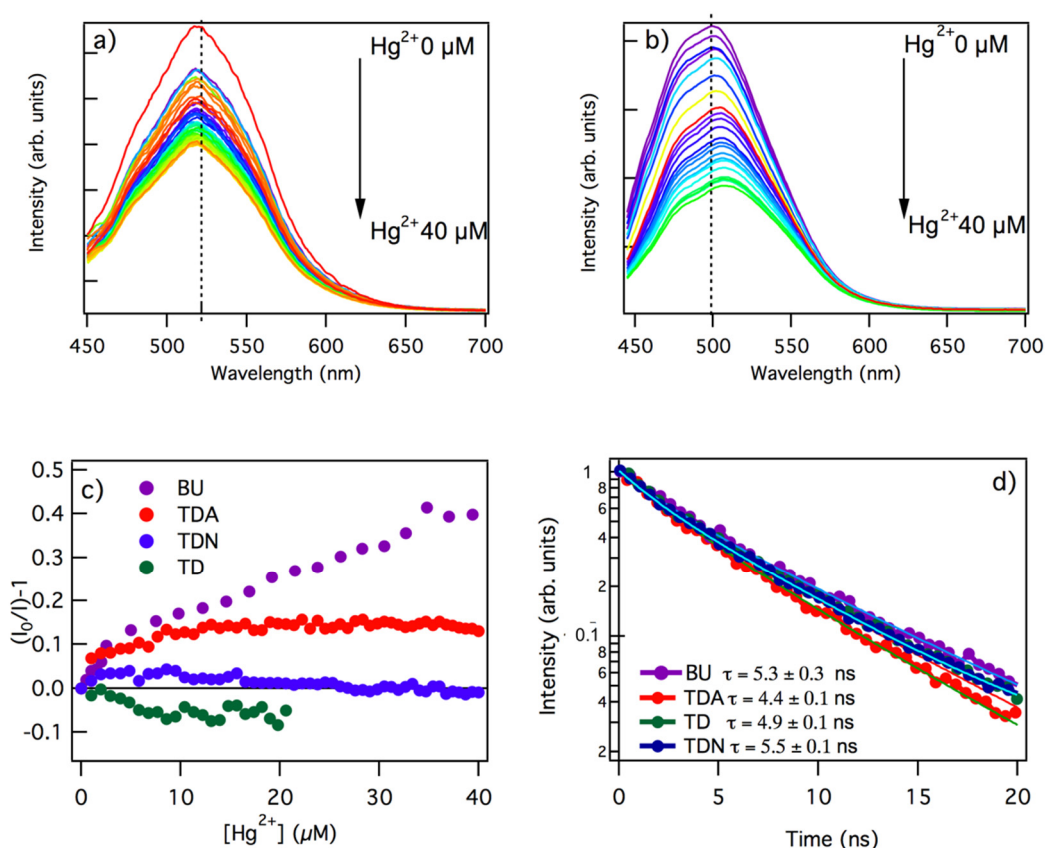 a)
Hg2+0 µM
Hg2+40 µM
Intensity (arb. units)
450 500 550 600 650 700
Wavelength (nm)
b)
Hg2+0 µM
Hg2+40 µM
Intensity (arb. units)
450 500 550 600 650 700
Wavelength (nm)
c)
BU
TDA
TDN
TD
(I0/I)-1
0.5
0.4
0.3
0.2
0.1
0.0
-0.1
0 10 20 30 40
[Hg2+] (µM)
d)
Intensity (arb. units)
1
8
6
4
2
0.1
8
6
4
2
BU τ = 5.3 ± 0.3 ns
TDA τ = 4.4 ± 0.1 ns
TD τ = 4.9 ± 0.1 ns
TDN τ = 5.5 ± 0.1 ns
0 5 10 15 20
Time (ns)